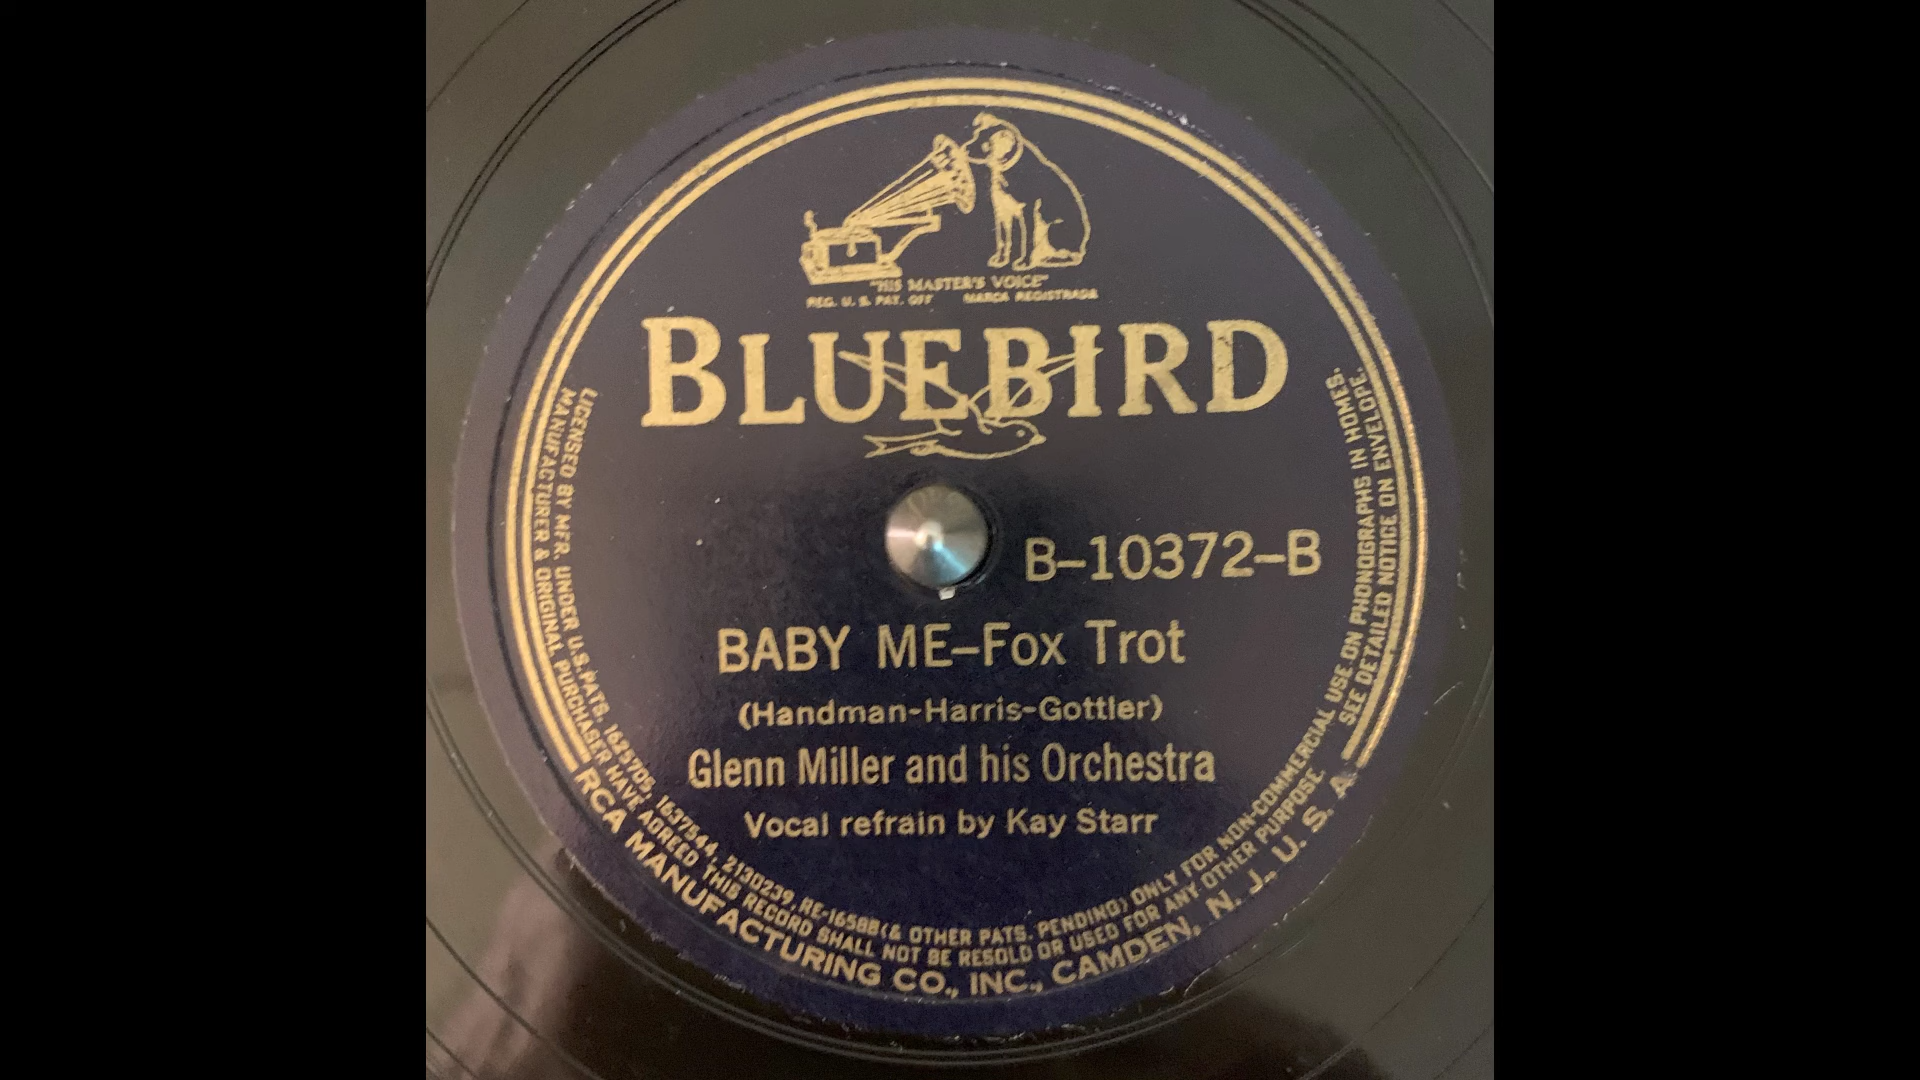 "HIS MASTER'S VOICE"
REG. U. S. PAT. OFF MARCA REGISTRADA
BLUEBIRD
B-10372-B
BABY ME-Fox Trot
(Handman-Harris-Gottler)
Glenn Miller and his Orchestra
Vocal refrain by Kay Starr
LICENSED BY MFR. UNDER U.S. PATS. 1625705, 1637544, 2130239, RE-16588 (& OTHER PATS. PENDING) ONLY FOR NON-COMMERCIAL USE ON PHONOGRAPHS IN HOMES.
MANUFACTURER & ORIGINAL PURCHASER HAVE AGREED THIS RECORD SHALL NOT BE RESOLD OR USED FOR ANY OTHER PURPOSE. SEE DETAILED NOTICE ON ENVELOPE.
RCA MANUFACTURING CO., INC., CAMDEN, N. J., U. S. A.